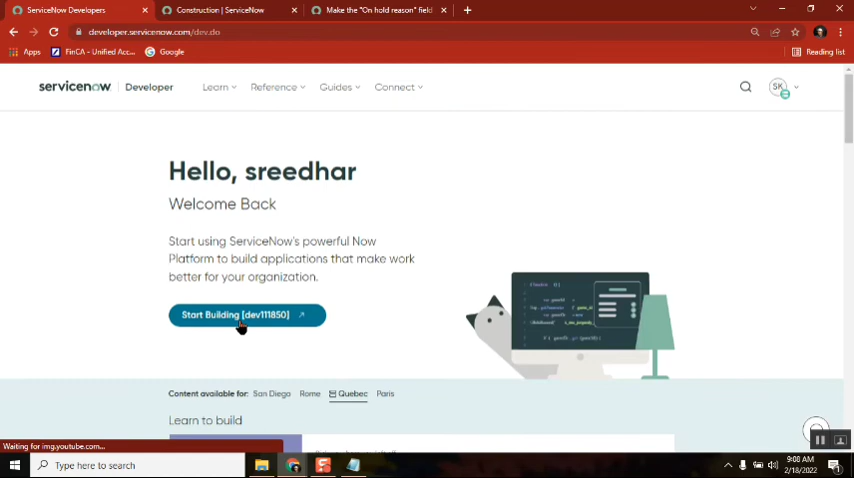 ServiceNow Developers
Construction | ServiceNow
Make the "On hold reason" field
developer.servicenow.com/dev.do
Apps
FinCA - Unified Acc...
Google
Reading list
servicenow
Developer
Learn
Reference
Guides
Connect
SK
Hello, sreedhar
Welcome Back
Start using ServiceNow's powerful Now
Platform to build applications that make work
better for your organization.
Start Building [dev111850]
Content available for: San Diego Rome Quebec Paris
Learn to build
Waiting for img.youtube.com...
Type here to search
9:08 AM
2/18/2022
1